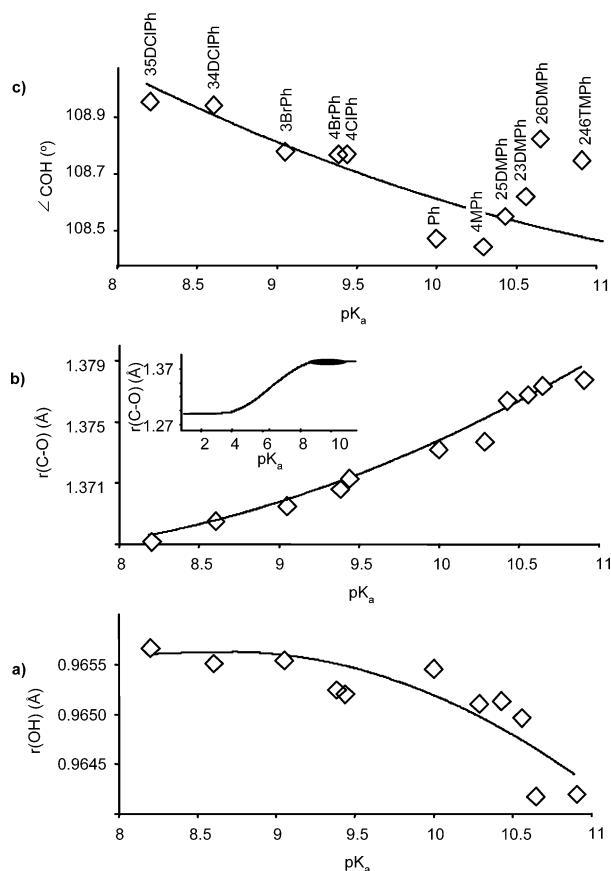 c)
35DClPh
34DClPh
3BrPh
4BrPh
4ClPh
Ph
4MPh
25DMPh
23DMPh
26DMPh
246TMPh
∠ COH (º)
108.9
108.7
108.5
8 8.5 9 9.5 10 10.5 11
pKa
b)
r(C-O) (Å)
1.379
1.375
1.371
r(C-O) (Å)
1.37
1.27
2 4 6 8 10
pKa
8 8.5 9 9.5 10 10.5 11
pKa
a)
r(OH) (Å)
0.9655
0.9650
0.9645
8 8.5 9 9.5 10 10.5 11
pKa